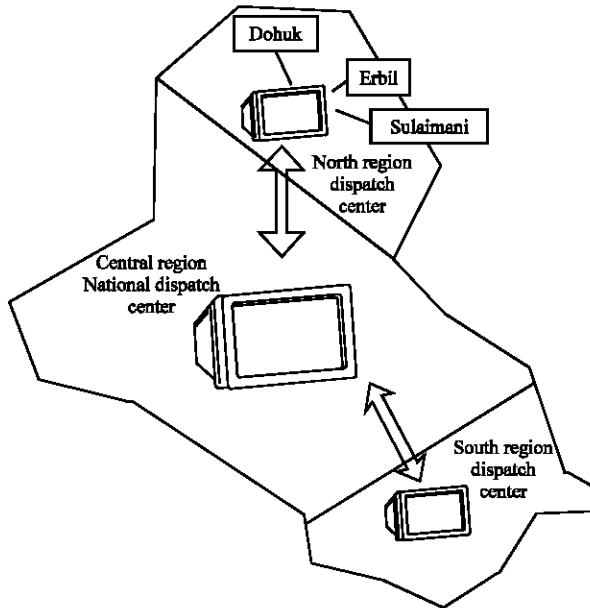 Dohuk
Erbil
Sulaimani
North region
dispatch
center
Central region
National dispatch
center
South region
dispatch
center